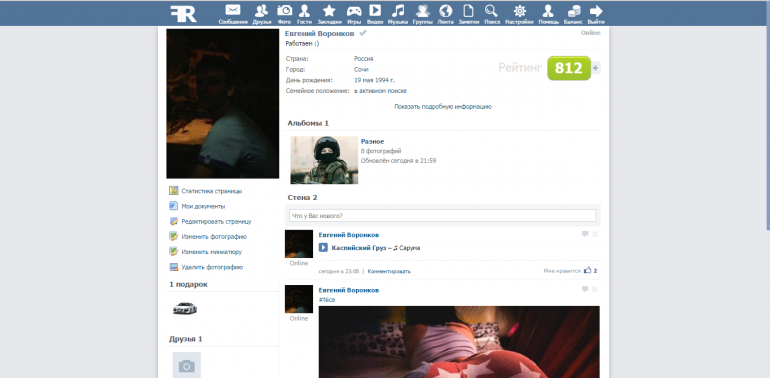 FR
Сообщения Друзья Фото Гости Закладки Игры Видео Музыка Группы Лента Заметки Поиск Настройки Помощь Баланс Выйти
Евгений Воронков
Online
Работаем :)
Страна: Россия
Город: Сочи
День рождения: 19 мая 1994 г.
Семейное положение: в активном поиске
Рейтинг 812 +
Показать подробную информацию
Альбомы 1
Разное
8 фотографий
Обновлён сегодня в 21:59
Статистика страницы
Мои документы
Редактировать страницу
Изменить фотографию
Изменить миниатюру
Удалить фотографию
1 подарок
Друзья 1
Стена 2
Что у Вас нового?
Евгений Воронков
Каспийский Груз – ♫ Сарума
Online
сегодня в 23:08 | Комментировать
Мне нравится 2
Евгений Воронков
#Nice
Online